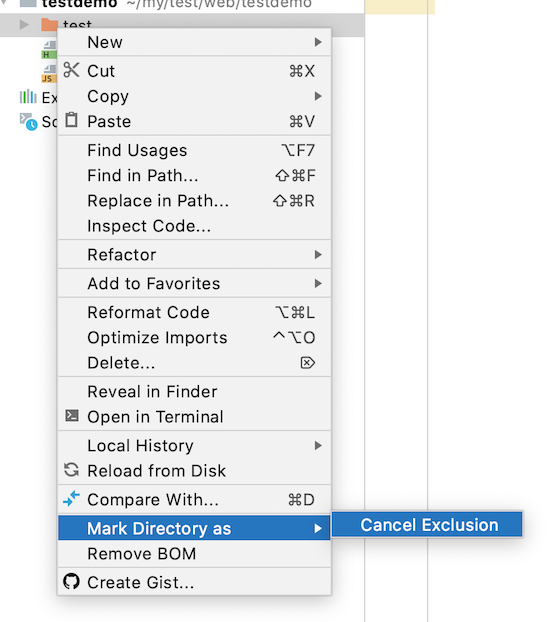 testdemo ~/my/test/web/testdemo
test
H
JS
Ex
Sc
New
Cut ⌘X
Copy
Paste ⌘V
Find Usages ⌥F7
Find in Path... ⇧⌘F
Replace in Path... ⇧⌘R
Inspect Code...
Refactor
Add to Favorites
Reformat Code ⌥⌘L
Optimize Imports ^⌥O
Delete... ⌦
Reveal in Finder
Open in Terminal
Local History
Reload from Disk
Compare With... ⌘D
Mark Directory as
Cancel Exclusion
Remove BOM
Create Gist...